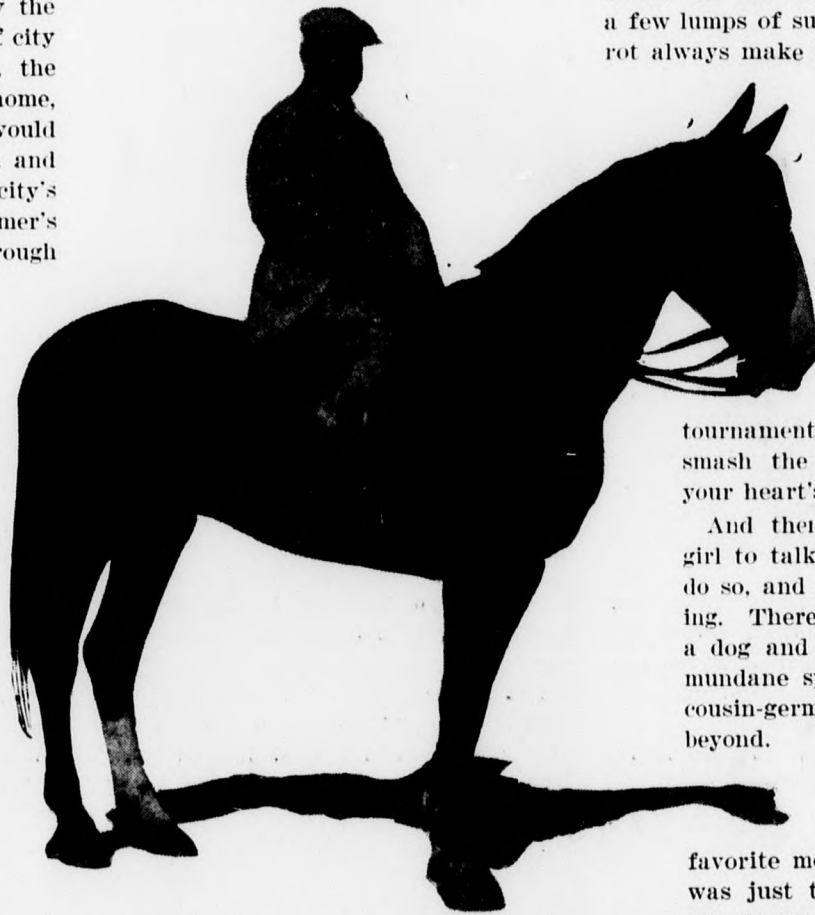 y the
f city
, the
home,
would
and
city's
mer's
rough
a few lumps of su
rot always make
tournament
smash the
your heart's
And ther
girl to talk
do so, and
ing. There
a dog and
mundane s
cousin-germ
beyond.
favorite me
was just t